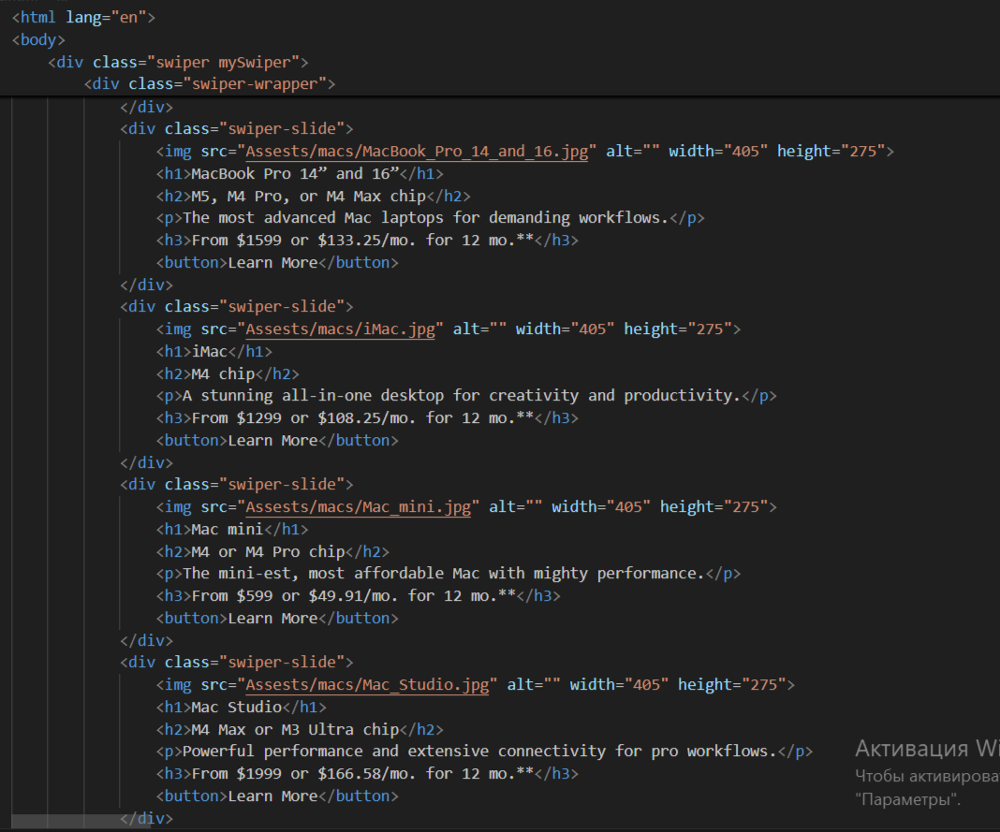 <html lang="en">
<body>
<div class="swiper mySwiper">
<div class="swiper-wrapper">
</div>
<div class="swiper-slide">
<img src="Assests/macs/MacBook_Pro_14_and_16.jpg" alt="" width="405" height="275">
<h1>MacBook Pro 14” and 16”</h1>
<h2>M5, M4 Pro, or M4 Max chip</h2>
<p>The most advanced Mac laptops for demanding workflows.</p>
<h3>From $1599 or $133.25/mo. for 12 mo.**</h3>
<button>Learn More</button>
</div>
<div class="swiper-slide">
<img src="Assests/macs/iMac.jpg" alt="" width="405" height="275">
<h1>iMac</h1>
<h2>M4 chip</h2>
<p>A stunning all-in-one desktop for creativity and productivity.</p>
<h3>From $1299 or $108.25/mo. for 12 mo.**</h3>
<button>Learn More</button>
</div>
<div class="swiper-slide">
<img src="Assests/macs/Mac_mini.jpg" alt="" width="405" height="275">
<h1>Mac mini</h1>
<h2>M4 or M4 Pro chip</h2>
<p>The mini-est, most affordable Mac with mighty performance.</p>
<h3>From $599 or $49.91/mo. for 12 mo.**</h3>
<button>Learn More</button>
</div>
<div class="swiper-slide">
<img src="Assests/macs/Mac_Studio.jpg" alt="" width="405" height="275">
<h1>Mac Studio</h1>
<h2>M4 Max or M3 Ultra chip</h2>
<p>Powerful performance and extensive connectivity for pro workflows.</p>
<h3>From $1999 or $166.58/mo. for 12 mo.**</h3>
<button>Learn More</button>
</div>
Активация Wi
Чтобы активирова
"Параметры".